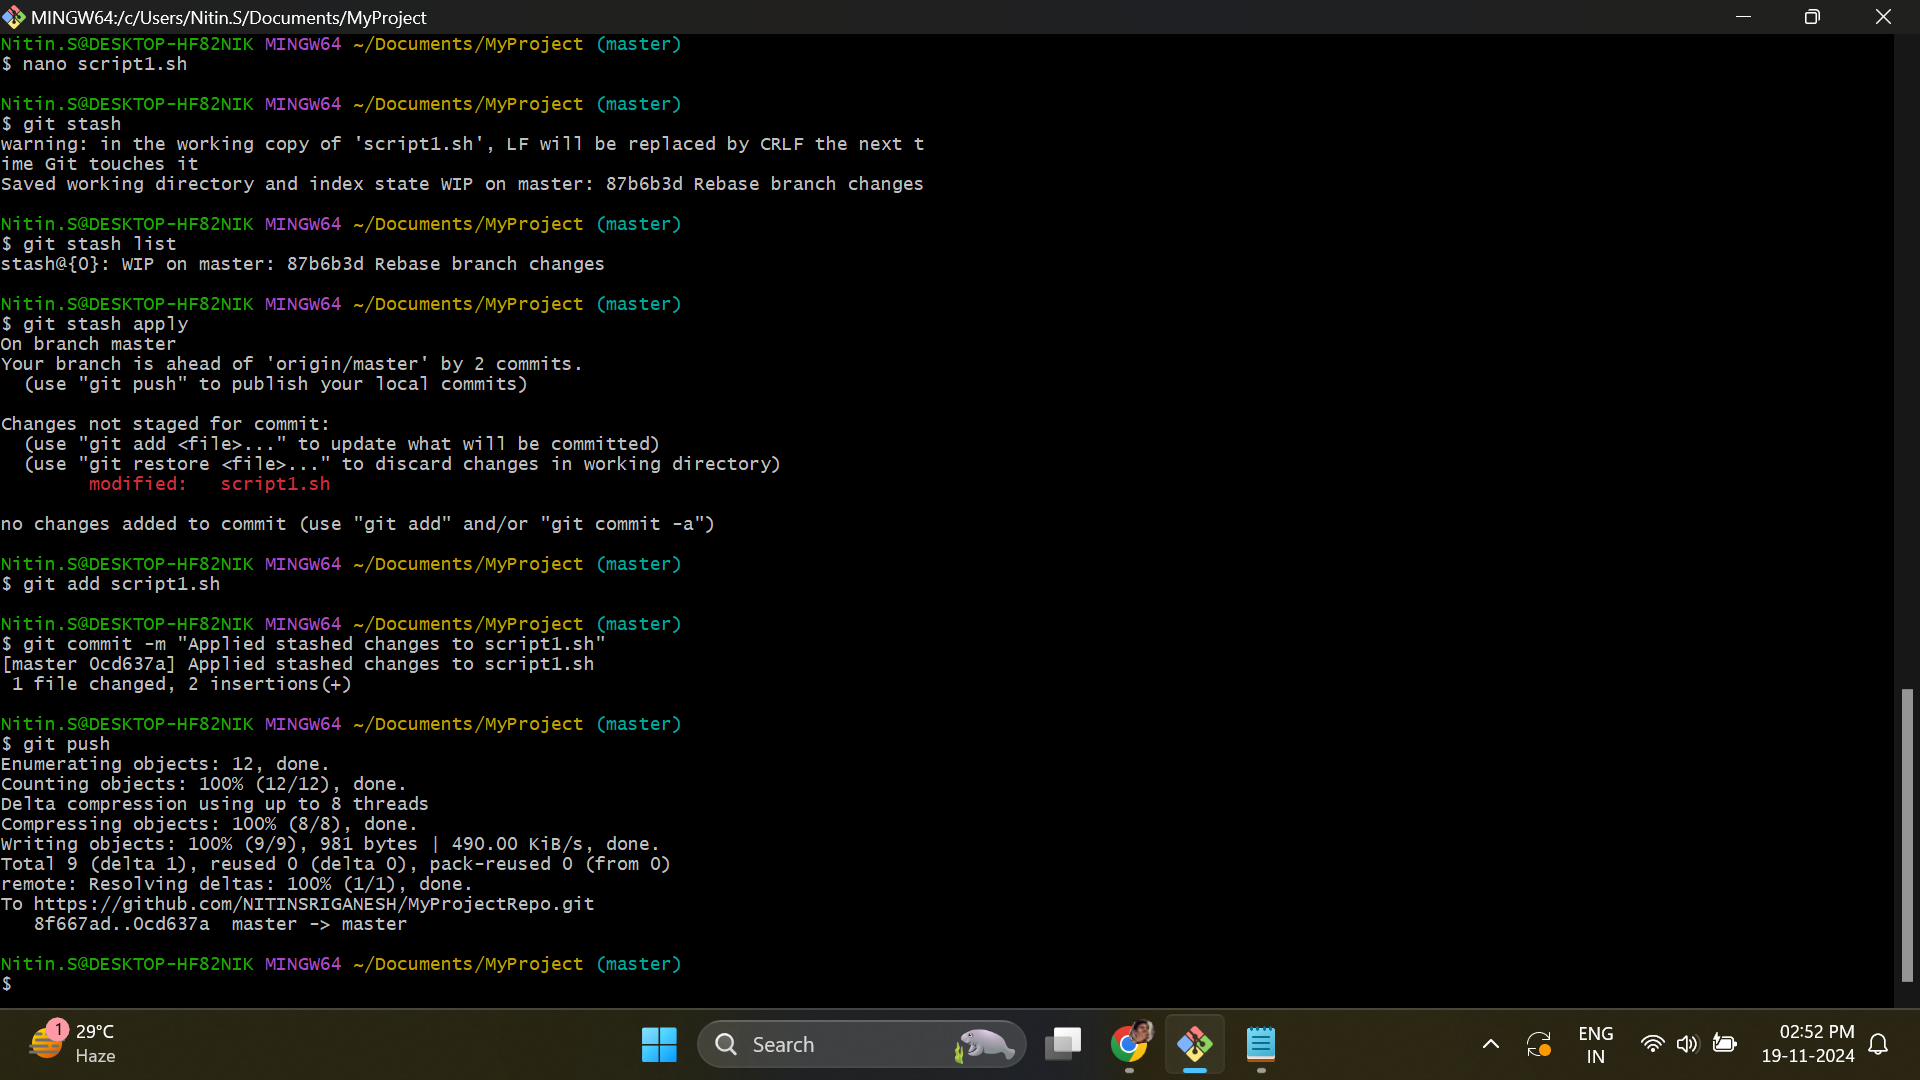 MINGW64:/c/Users/Nitin.S/Documents/MyProject
Nitin.S@DESKTOP-HF82NIK MINGW64 ~/Documents/MyProject (master)
$ nano script1.sh
Nitin.S@DESKTOP-HF82NIK MINGW64 ~/Documents/MyProject (master)
$ git stash
warning: in the working copy of 'script1.sh', LF will be replaced by CRLF the next t
ime Git touches it
Saved working directory and index state WIP on master: 87b6b3d Rebase branch changes
Nitin.S@DESKTOP-HF82NIK MINGW64 ~/Documents/MyProject (master)
$ git stash list
stash@{0}: WIP on master: 87b6b3d Rebase branch changes
Nitin.S@DESKTOP-HF82NIK MINGW64 ~/Documents/MyProject (master)
$ git stash apply
On branch master
Your branch is ahead of 'origin/master' by 2 commits.
  (use "git push" to publish your local commits)
Changes not staged for commit:
  (use "git add <file>..." to update what will be committed)
  (use "git restore <file>..." to discard changes in working directory)
        modified:   script1.sh
no changes added to commit (use "git add" and/or "git commit -a")
Nitin.S@DESKTOP-HF82NIK MINGW64 ~/Documents/MyProject (master)
$ git add script1.sh
Nitin.S@DESKTOP-HF82NIK MINGW64 ~/Documents/MyProject (master)
$ git commit -m "Applied stashed changes to script1.sh"
[master 0cd637a] Applied stashed changes to script1.sh
 1 file changed, 2 insertions(+)
Nitin.S@DESKTOP-HF82NIK MINGW64 ~/Documents/MyProject (master)
$ git push
Enumerating objects: 12, done.
Counting objects: 100% (12/12), done.
Delta compression using up to 8 threads
Compressing objects: 100% (8/8), done.
Writing objects: 100% (9/9), 981 bytes | 490.00 KiB/s, done.
Total 9 (delta 1), reused 0 (delta 0), pack-reused 0 (from 0)
remote: Resolving deltas: 100% (1/1), done.
To https://github.com/NITINSRIGANESH/MyProjectRepo.git
   8f667ad..0cd637a  master -> master
Nitin.S@DESKTOP-HF82NIK MINGW64 ~/Documents/MyProject (master)
$
1
29°C
Haze
Search
ENG
IN
02:52 PM
19-11-2024